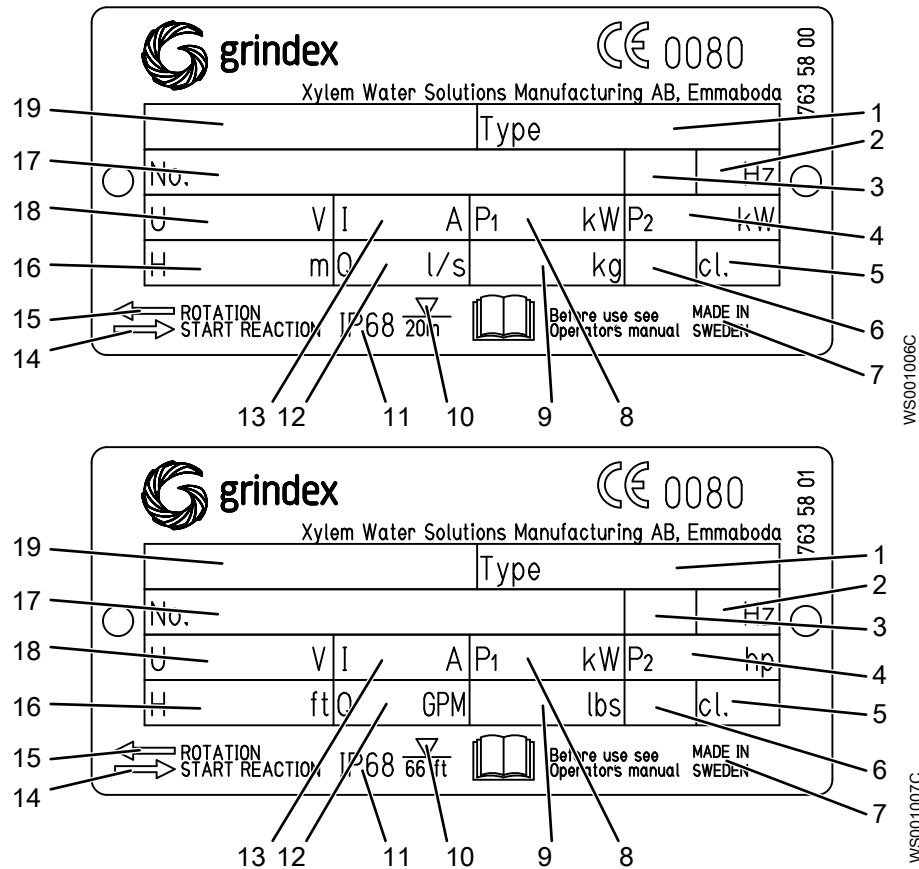 grindex
CE 0080
763 58 00
Xylem Water Solutions Manufacturing AB, Emmaboda
19
Type
1
17
No.
Hz
2
3
18
U V I A P1 kW P2 kW
4
16
H m Q l/s kg cl.
5
6
15
ROTATION
14
START REACTION
IP68
20m
Before use see
Operator's manual
MADE IN
SWEDEN
7
13 12 11 10 9 8
WS001006C
grindex
CE 0080
763 58 01
Xylem Water Solutions Manufacturing AB, Emmaboda
19
Type
1
17
No.
Hz
2
3
18
U V I A P1 kW P2 hp
4
16
H ft Q GPM lbs cl.
5
6
15
ROTATION
14
START REACTION
IP68
66 ft
Before use see
Operator's manual
MADE IN
SWEDEN
7
13 12 11 10 9 8
WS001007C